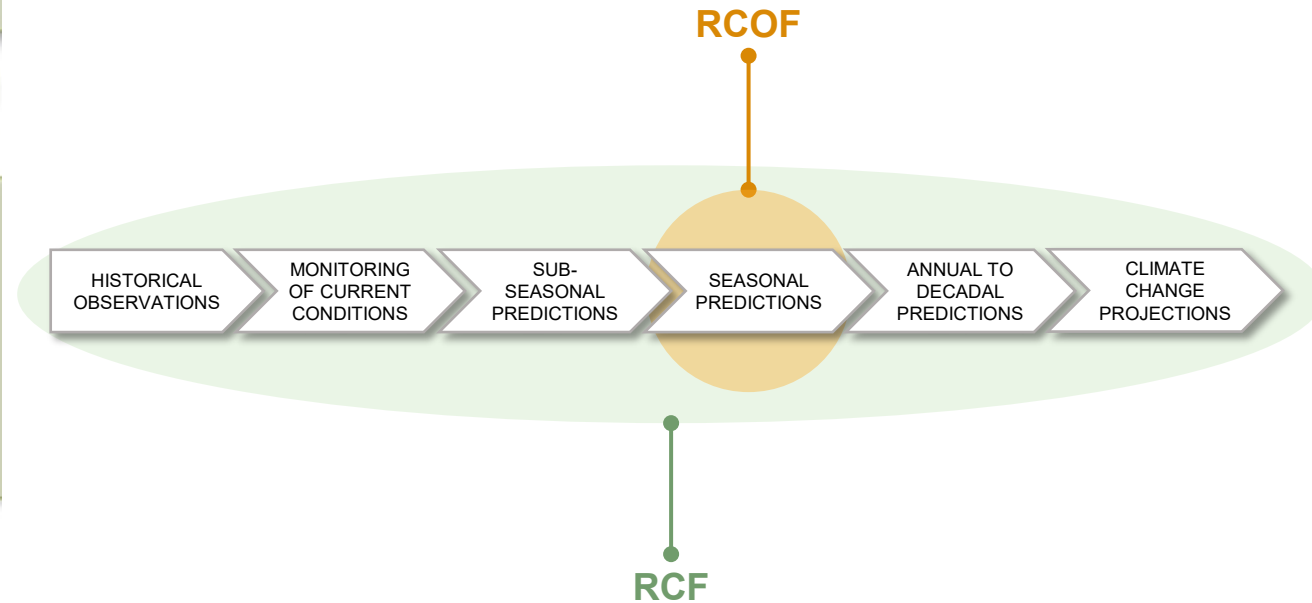 RCOF
HISTORICAL
OBSERVATIONS
MONITORING
OF CURRENT
CONDITIONS
SUB-
SEASONAL
PREDICTIONS
SEASONAL
PREDICTIONS
ANNUAL TO
DECADAL
PREDICTIONS
CLIMATE
CHANGE
PROJECTIONS
RCF